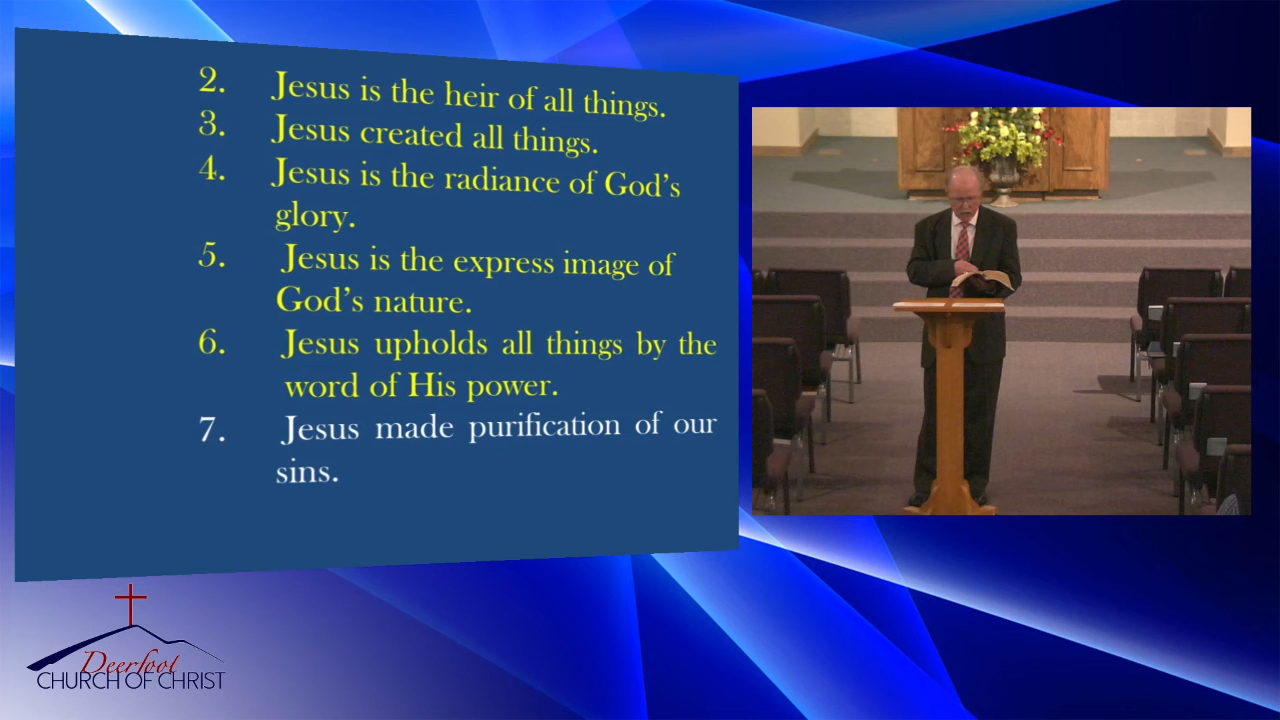 2. Jesus is the heir of all things.
3. Jesus created all things.
4. Jesus is the radiance of God's
glory.
5. Jesus is the express image of
God's nature.
6. Jesus upholds all things by the
word of His power.
7. Jesus made purification of our
sins.
Deerfoot
CHURCH OF CHRIST